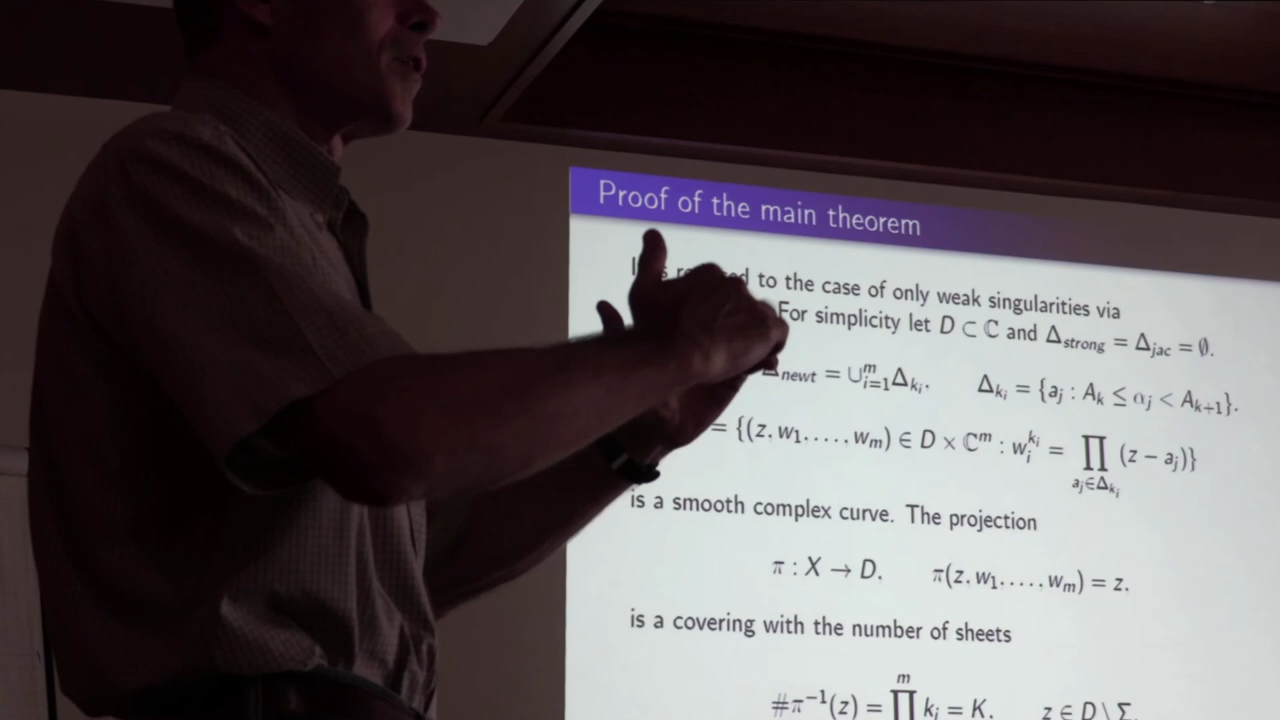 Proof of the main theorem
to the case of only weak singularities via
For simplicity let D ⊂ ℂ and Δ_strong = Δ_jac = ∅.
Δ_newt = ∪_{i=1}^m Δ_{k_i}. Δ_{k_i} = {a_j : A_k ≤ α_j < A_{k+1}}.
= {(z, w_1, . . . , w_m) ∈ D × ℂ^m : w_i^{k_i} = ∏_{a_j∈Δ_{k_i}} (z − a_j)}
is a smooth complex curve. The projection
π : X → D. π(z, w_1, . . . , w_m) = z.
is a covering with the number of sheets
#π^{−1}(z) = ∏^m k_i = K. z ∈ D \ Σ.